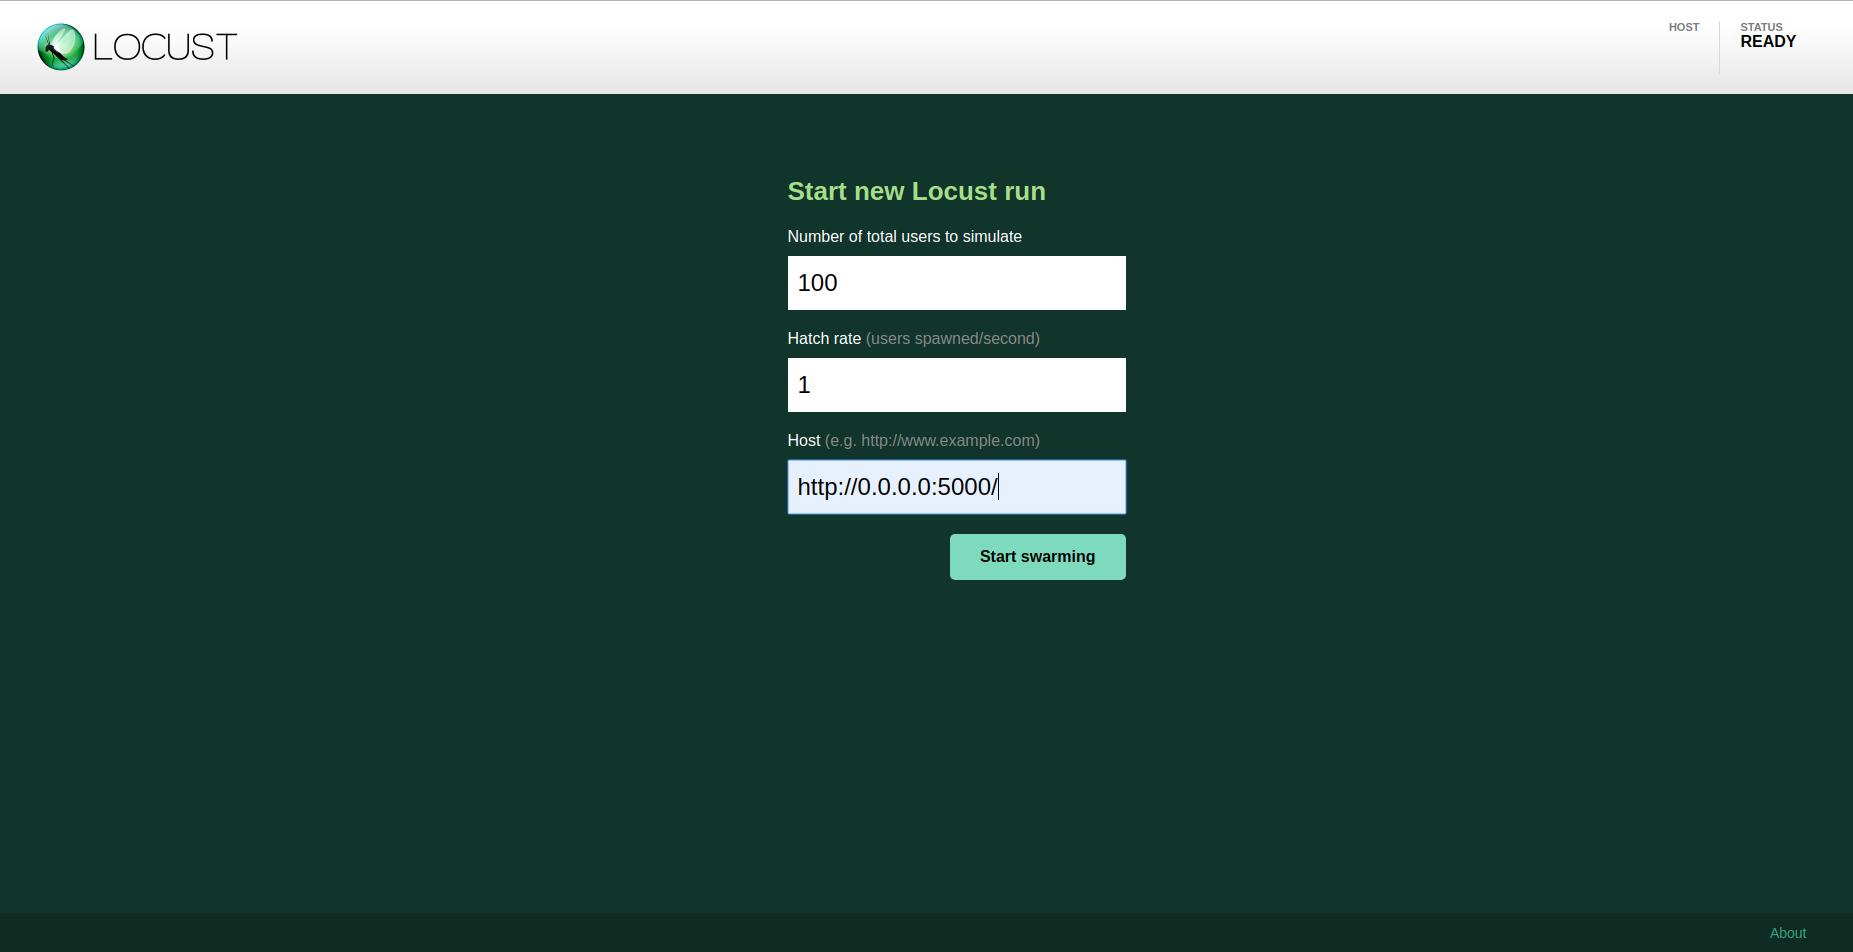 LOCUST
HOST
STATUS
READY
Start new Locust run
Number of total users to simulate
100
Hatch rate (users spawned/second)
1
Host (e.g. http://www.example.com)
http://0.0.0.0:5000/
Start swarming
About